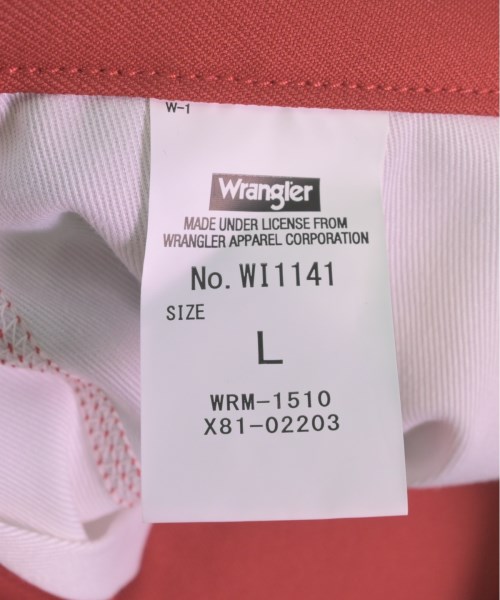 W-1
Wrangler
MADE UNDER LICENSE FROM
WRANGLER APPAREL CORPORATION
No. WI1141
SIZE
L
WRM-1510
X81-02203